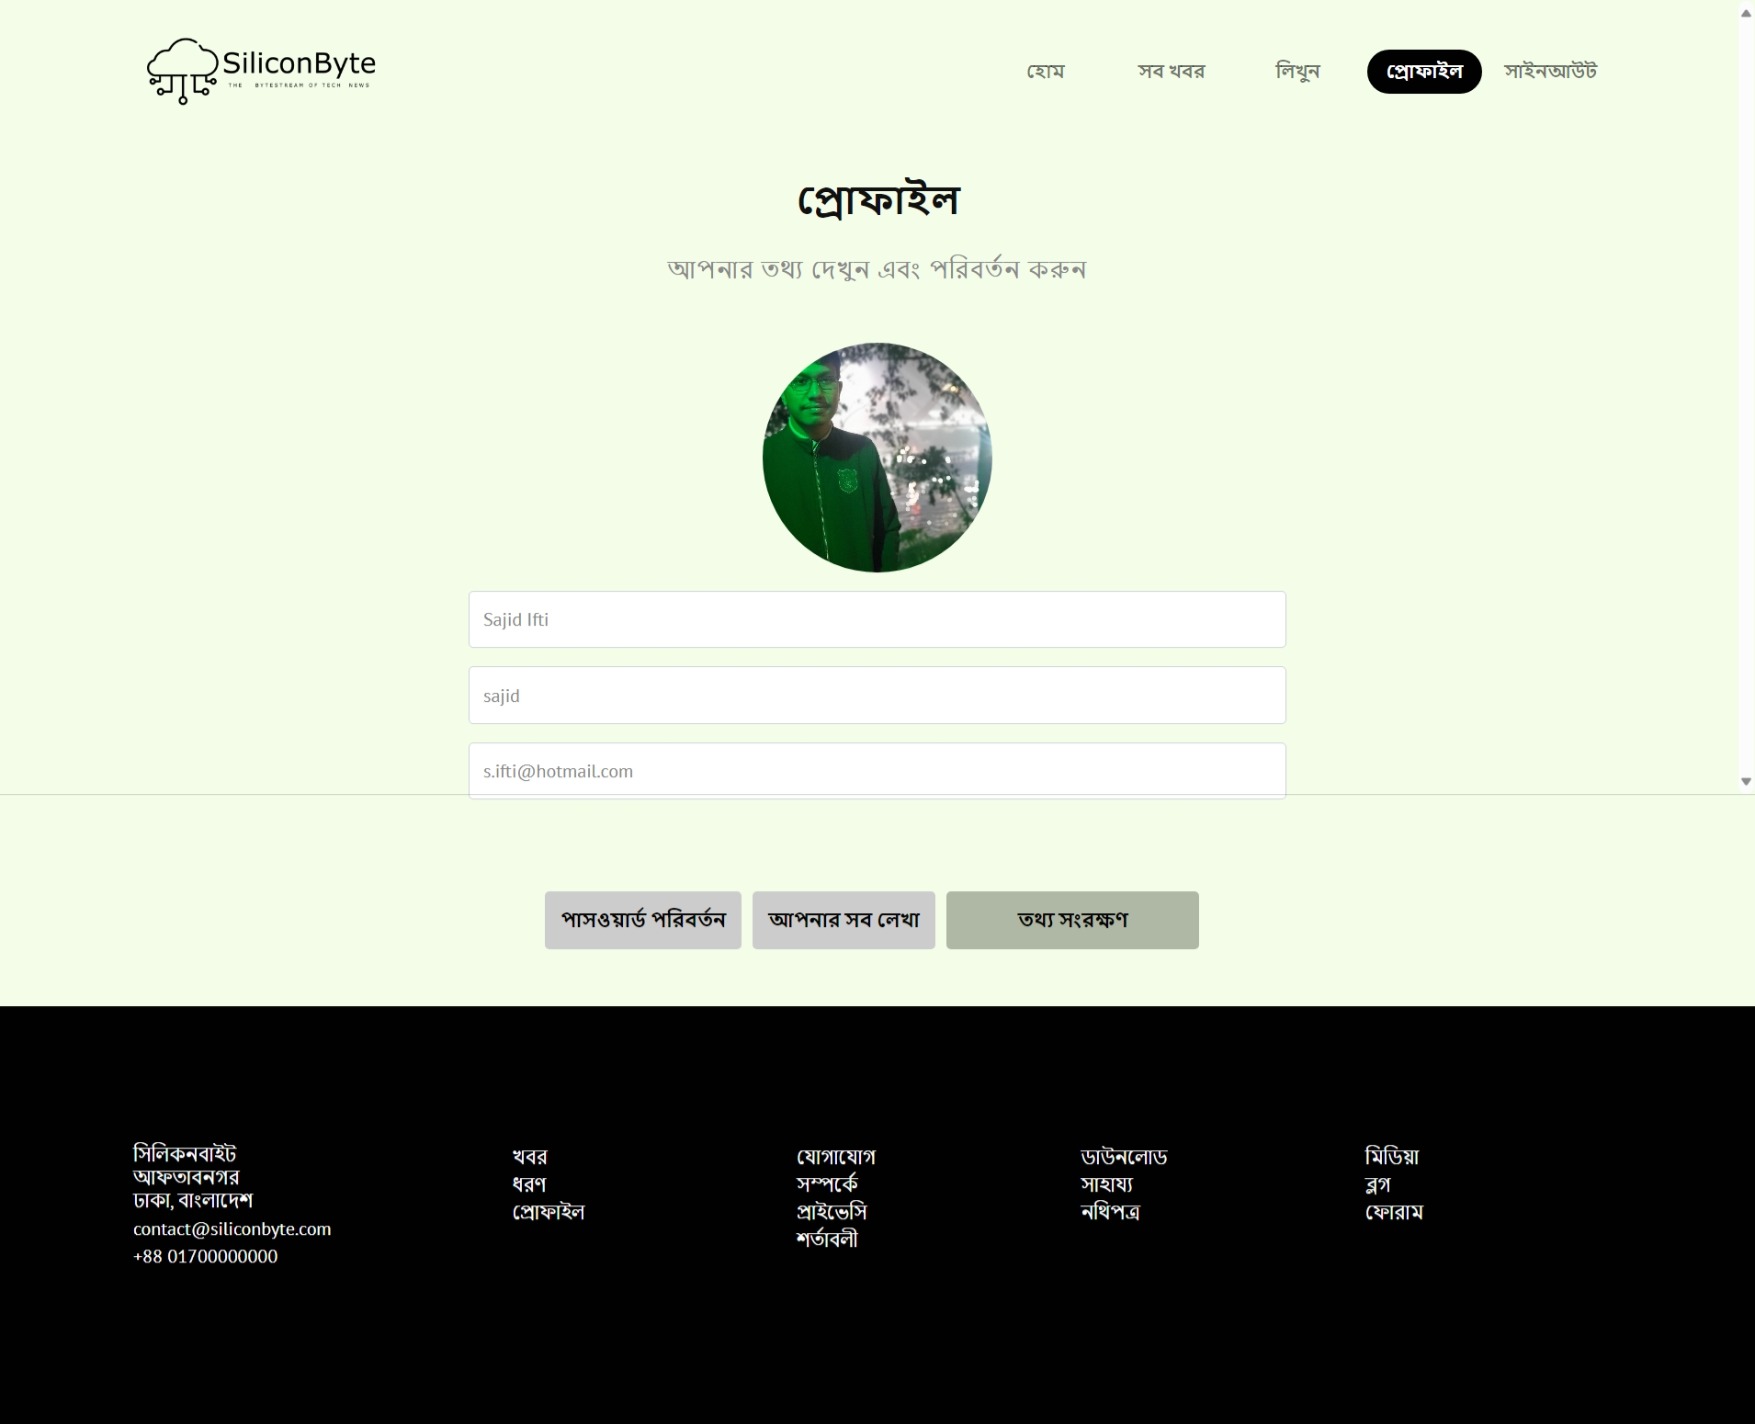 SiliconByte
THE BYTESTREAM OF TECH NEWS
হোম
সব খবর
লিখুন
প্রোফাইল
সাইনআউট
প্রোফাইল
আপনার তথ্য দেখুন এবং পরিবর্তন করুন
Sajid Ifti
sajid
s.ifti@hotmail.com
পাসওয়ার্ড পরিবর্তন
আপনার সব লেখা
তথ্য সংরক্ষণ
সিলিকনবাইট
আফতাবনগর
ঢাকা, বাংলাদেশ
contact@siliconbyte.com
+88 01700000000
খবর
ধরণ
প্রোফাইল
যোগাযোগ
সম্পর্কে
প্রাইভেসি
শর্তাবলী
ডাউনলোড
সাহায্য
নথিপত্র
মিডিয়া
ব্লগ
ফোরাম